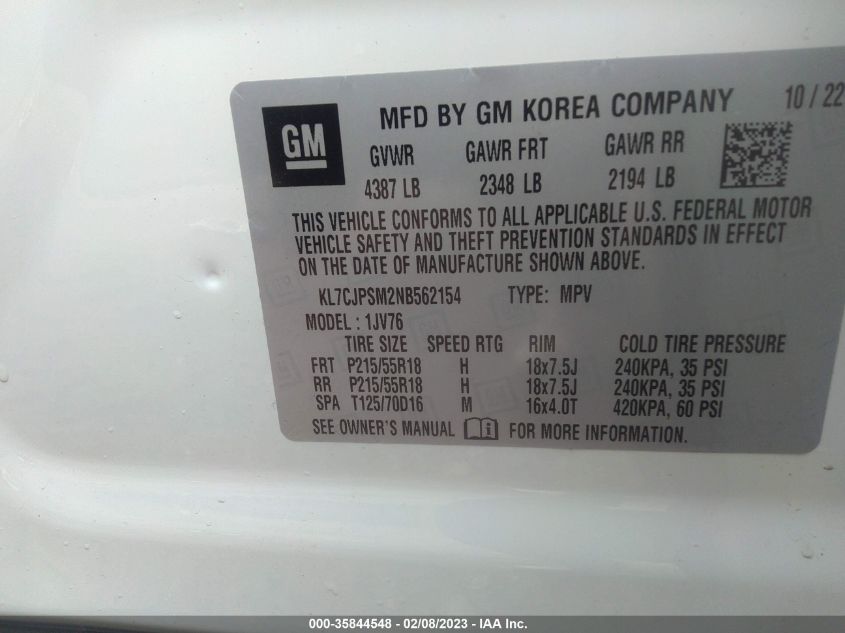 GM
MFD BY GM KOREA COMPANY 10 / 22
GVWR GAWR FRT GAWR RR
4387 LB 2348 LB 2194 LB
THIS VEHICLE CONFORMS TO ALL APPLICABLE U.S. FEDERAL MOTOR
VEHICLE SAFETY AND THEFT PREVENTION STANDARDS IN EFFECT
ON THE DATE OF MANUFACTURE SHOWN ABOVE.
KL7CJPSM2NB562154 TYPE: MPV
MODEL : 1JV76
TIRE SIZE SPEED RTG RIM COLD TIRE PRESSURE
FRT P215/55R18 H 18x7.5J 240KPA, 35 PSI
RR P215/55R18 H 18x7.5J 240KPA, 35 PSI
SPA T125/70D16 M 16x4.0T 420KPA, 60 PSI
SEE OWNER'S MANUAL i FOR MORE INFORMATION.
000-35844548 - 02/08/2023 - IAA Inc.